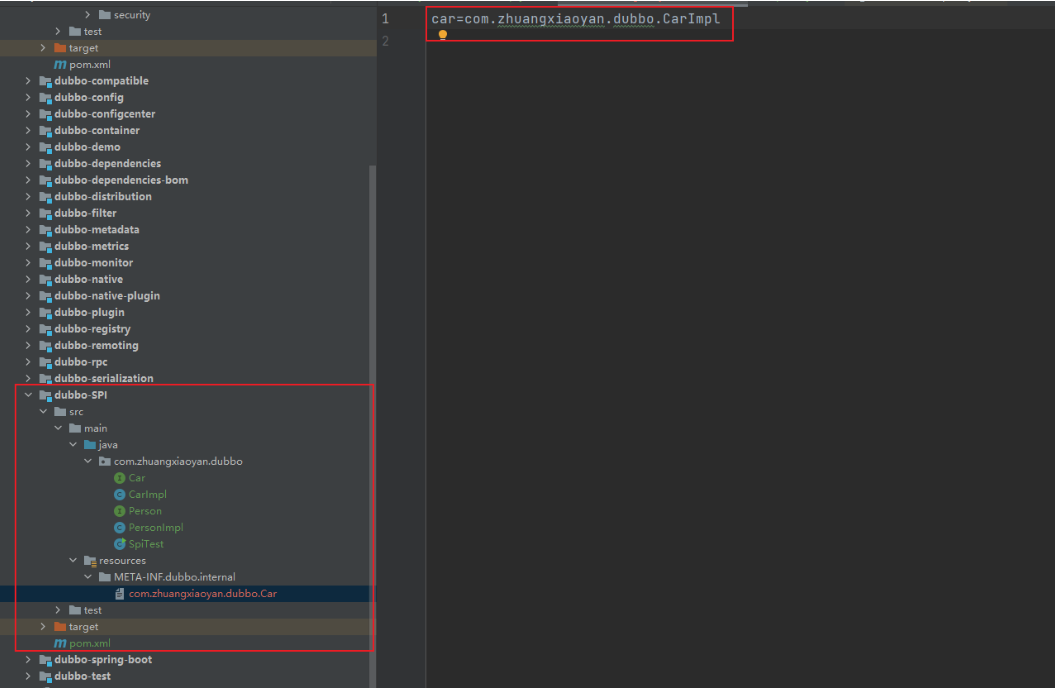 security
test
target
pom.xml
dubbo-compatible
dubbo-config
dubbo-configcenter
dubbo-container
dubbo-demo
dubbo-dependencies
dubbo-dependencies-bom
dubbo-distribution
dubbo-filter
dubbo-metadata
dubbo-metrics
dubbo-monitor
dubbo-native
dubbo-native-plugin
dubbo-plugin
dubbo-registry
dubbo-remoting
dubbo-rpc
dubbo-serialization
dubbo-SPI
src
main
java
com.zhuangxiaoyan.dubbo
Car
CarImpl
Person
PersonImpl
SpiTest
resources
META-INF.dubbo.internal
com.zhuangxiaoyan.dubbo.Car
test
target
pom.xml
dubbo-spring-boot
dubbo-test
1 car=com.zhuangxiaoyan.dubbo.CarImpl
2